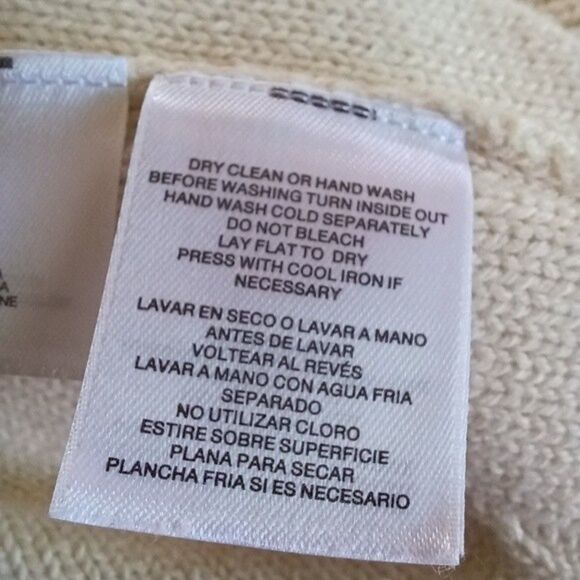 DRY CLEAN OR HAND WASH
BEFORE WASHING TURN INSIDE OUT
HAND WASH COLD SEPARATELY
DO NOT BLEACH
LAY FLAT TO DRY
PRESS WITH COOL IRON IF
NECESSARY
LAVAR EN SECO O LAVAR A MANO
ANTES DE LAVAR
VOLTEAR AL REVÉS
LAVAR A MANO CON AGUA FRIA
SEPARADO
NO UTILIZAR CLORO
ESTIRE SOBRE SUPERFICIE
PLANA PARA SECAR
PLANCHA FRIA SI ES NECESARIO